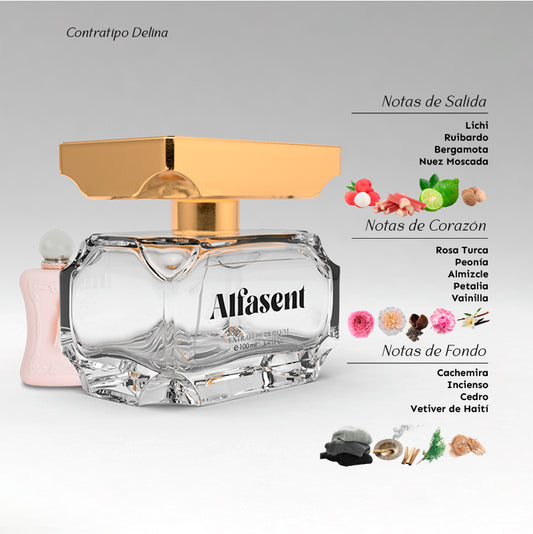 Contratipo Delina
Notas de Salida
Lichi
Ruibardo
Bergamota
Nuez Moscada
Notas de Corazón
Rosa Turca
Peonía
Almizcle
Petalia
Vainilla
Alfasent
Notas de Fondo
Cachemira
Incienso
Cedro
Vetiver de Haití